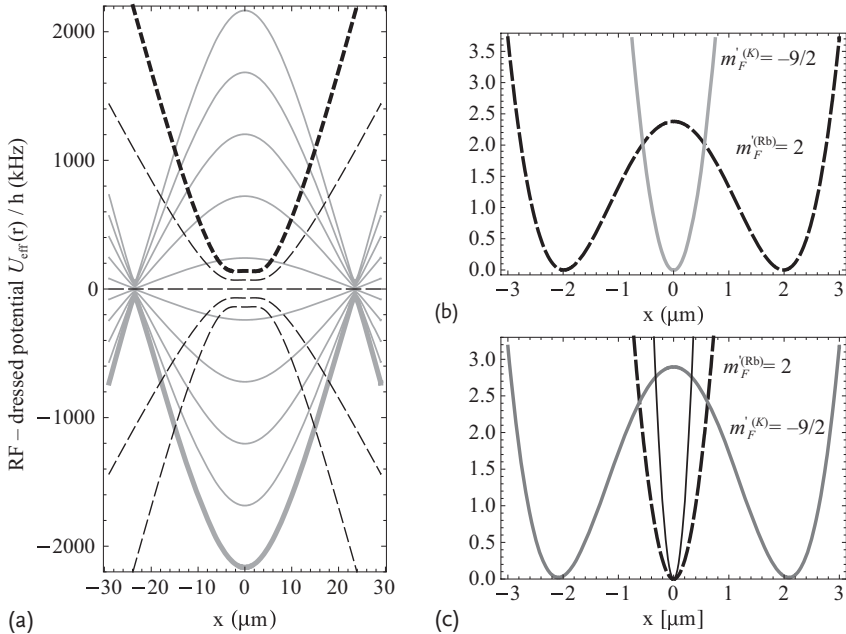 RF – dressed potential U_eff(r) / h (kHz)
2000
1000
0
−1000
−2000
−30 −20 −10 0 10 20 30
x (µm)
(a)
3.5
3.0
2.5
2.0
1.5
1.0
0.5
0.0
m'_F^(K) = −9/2
m'_F^(Rb) = 2
−3 −2 −1 0 1 2 3
x (µm)
(b)
3.0
2.5
2.0
1.5
1.0
0.5
0.0
m'_F^(Rb) = 2
m'_F^(K) = −9/2
−3 −2 −1 0 1 2 3
x [µm]
(c)